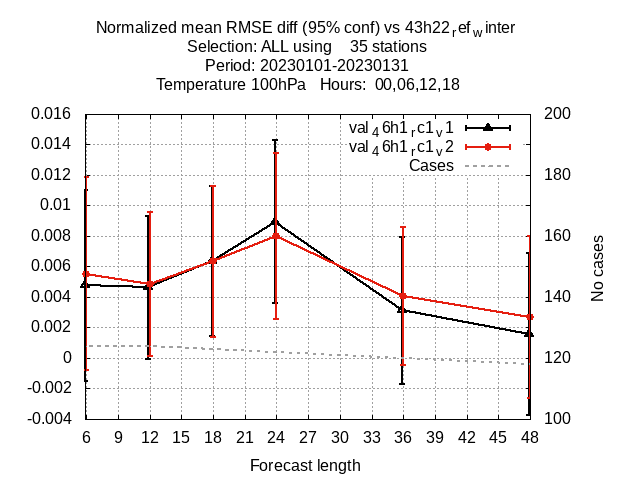 Normalized mean RMSE diff (95% conf) vs 43h22refwinter
Selection: ALL using 35 stations
Period: 20230101-20230131
Temperature 100hPa Hours: 00,06,12,18
0.016 200
val46h1rc1v1
0.014
val46h1rc1v2
Cases
0.012 180
0.01
0.008 160
0.006
0.004 140
0.002
0 120
-0.002
-0.004 100
No cases
6 9 12 15 18 21 24 27 30 33 36 39 42 45 48
Forecast length